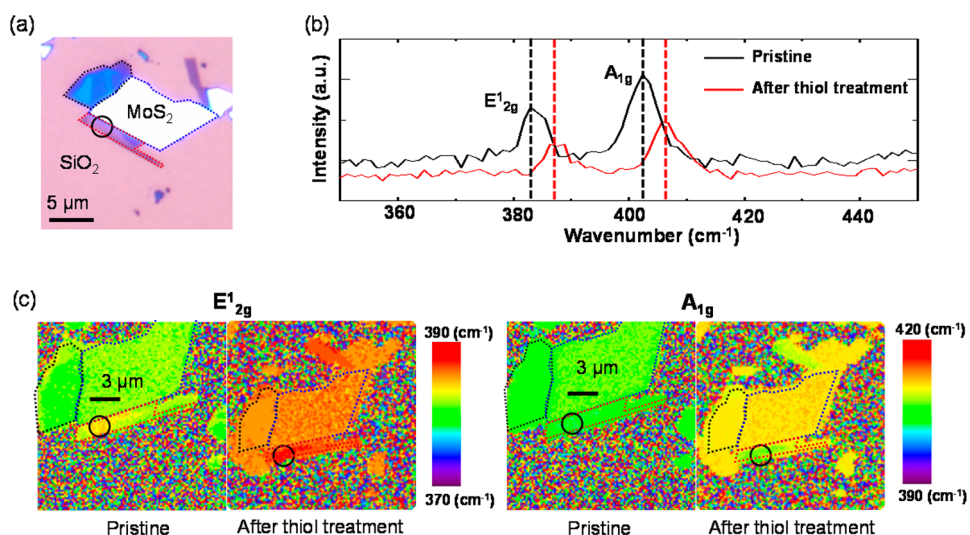 (a)
MoS₂
SiO₂
5 μm
(b)
Intensity (a.u.)
E¹₂g
A₁g
Pristine
After thiol treatment
360 380 400 420 440
Wavenumber (cm⁻¹)
(c)
E¹₂g
3 μm
390 (cm⁻¹)
370 (cm⁻¹)
Pristine
After thiol treatment
A₁g
3 μm
420 (cm⁻¹)
390 (cm⁻¹)
Pristine
After thiol treatment